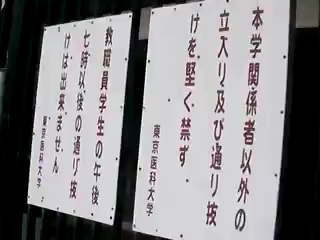 本学関係者以外の
立入り及び通り抜
けを堅く禁ず.
東京医科大学
教職員学生の午後
七時以後の通り抜
けは出来ません
東京医科大学